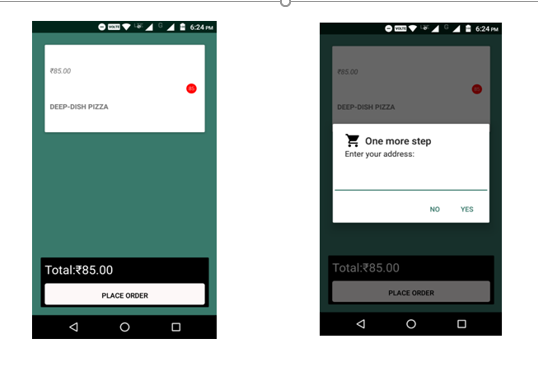 VOLTE G 6:24 PM
₹85.00
85
DEEP-DISH PIZZA
Total:₹85.00
PLACE ORDER
VOLTE G 6:24 PM
₹85.00
DEEP-DISH PIZZA
One more step
Enter your address:
NO YES
Total:₹85.00
PLACE ORDER